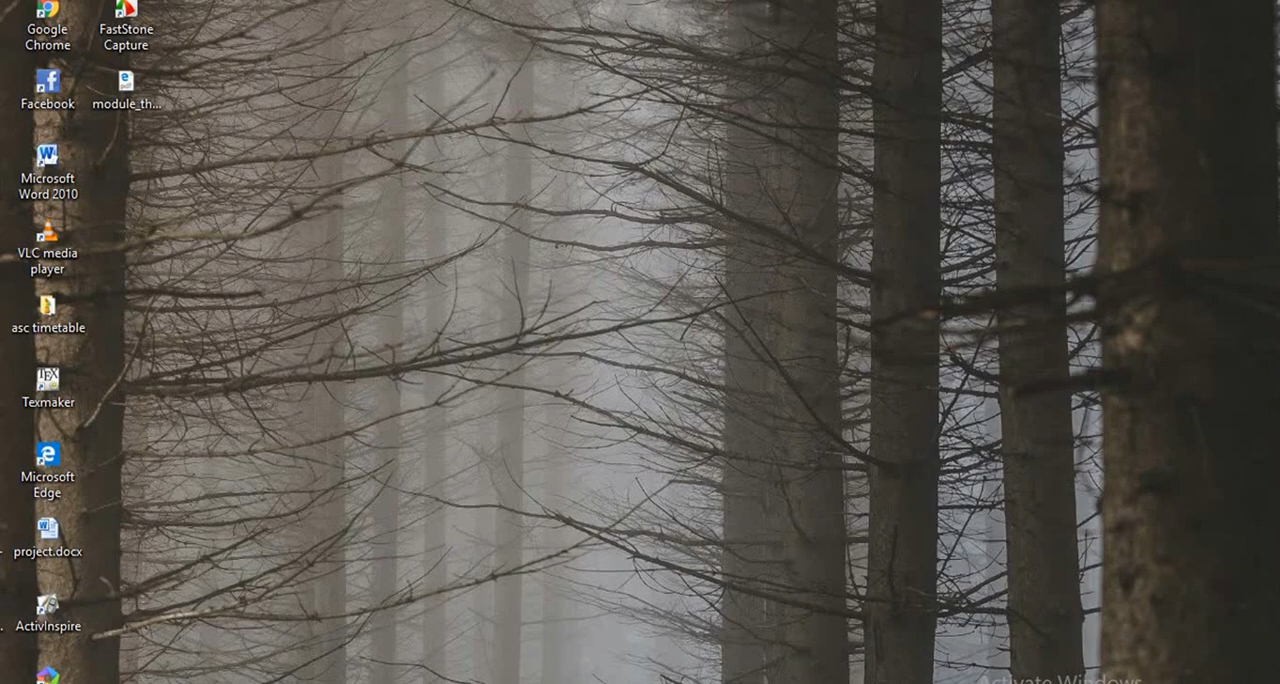 Google
Chrome
FastStone
Capture
Facebook
module_th...
Microsoft
Word 2010
VLC media
player
asc timetable
Texmaker
Microsoft
Edge
project.docx
ActivInspire
Activate Windows